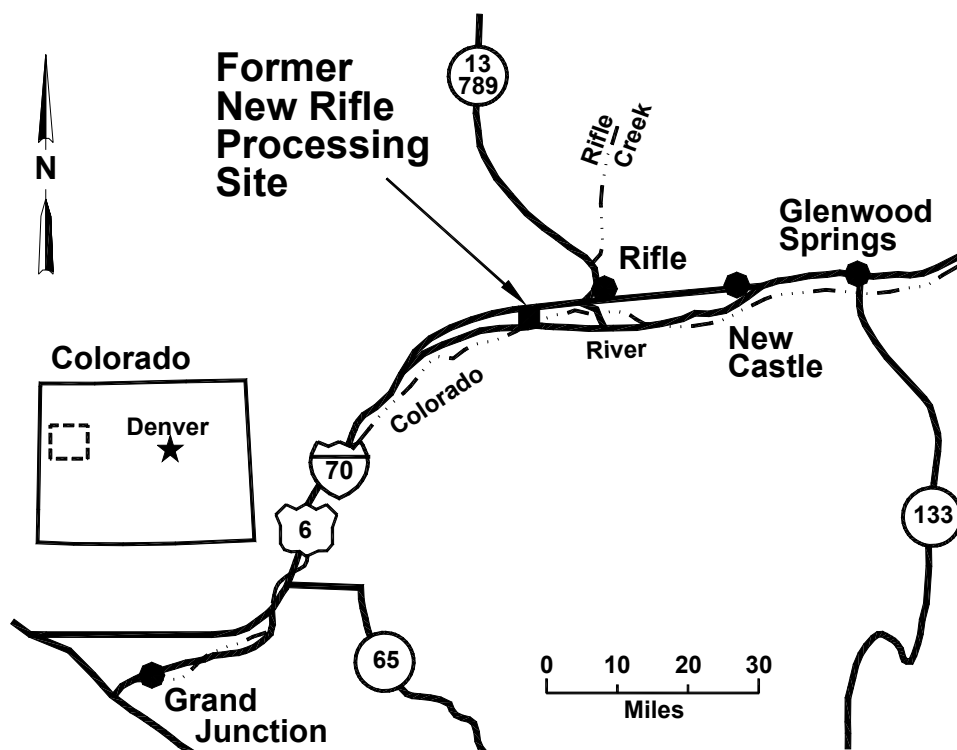 Former
New Rifle
Processing
Site
13
789
N
Rifle
Creek
Glenwood
Springs
Rifle
New
Castle
River
Colorado
Colorado
Denver
70
6
133
65
0 10 20 30
Miles
Grand
Junction